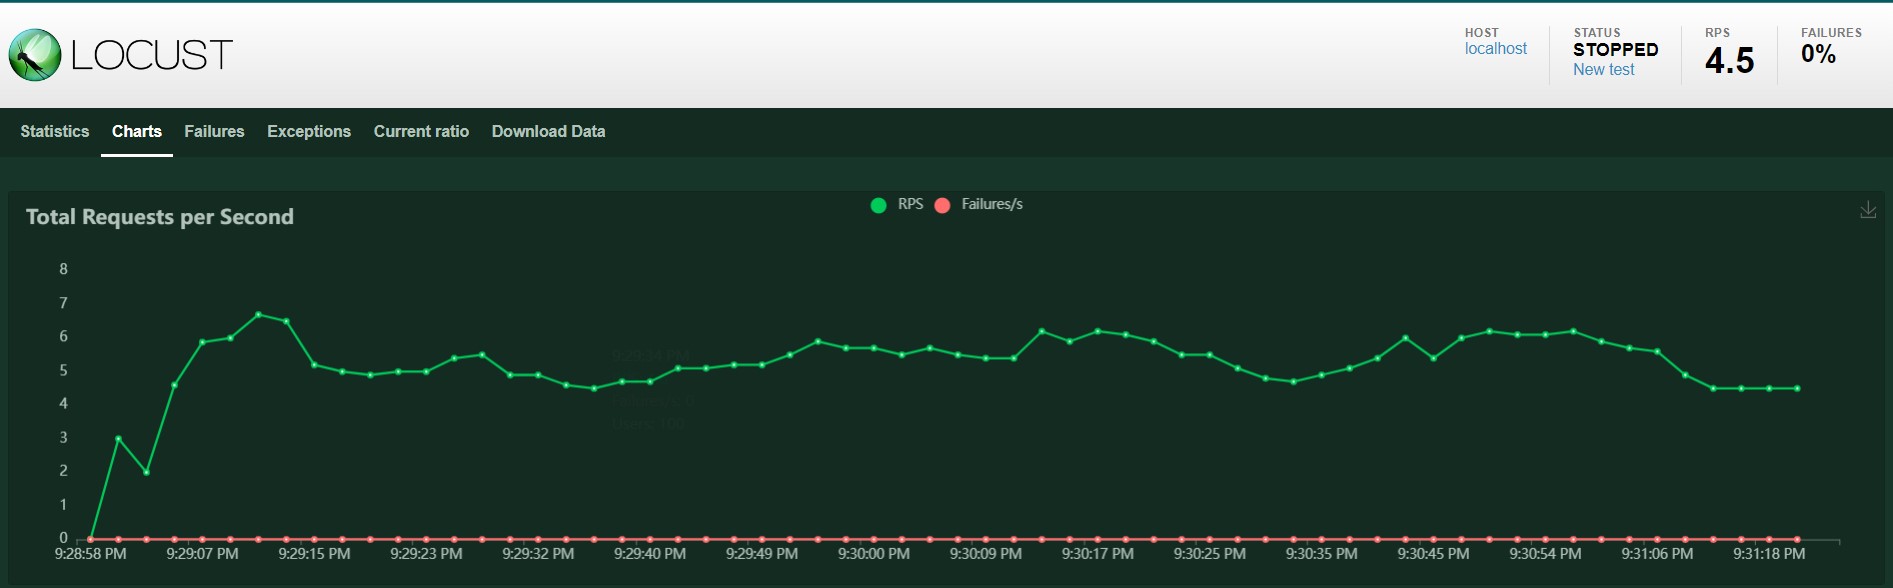 LOCUST
HOST
localhost
STATUS
STOPPED
New test
RPS
4.5
FAILURES
0%
Statistics Charts Failures Exceptions Current ratio Download Data
Total Requests per Second
RPS Failures/s
8
7
6
5
4
3
2
1
0
9:28:58 PM 9:29:07 PM 9:29:15 PM 9:29:23 PM 9:29:32 PM 9:29:40 PM 9:29:49 PM 9:30:00 PM 9:30:09 PM 9:30:17 PM 9:30:25 PM 9:30:35 PM 9:30:45 PM 9:30:54 PM 9:31:06 PM 9:31:18 PM